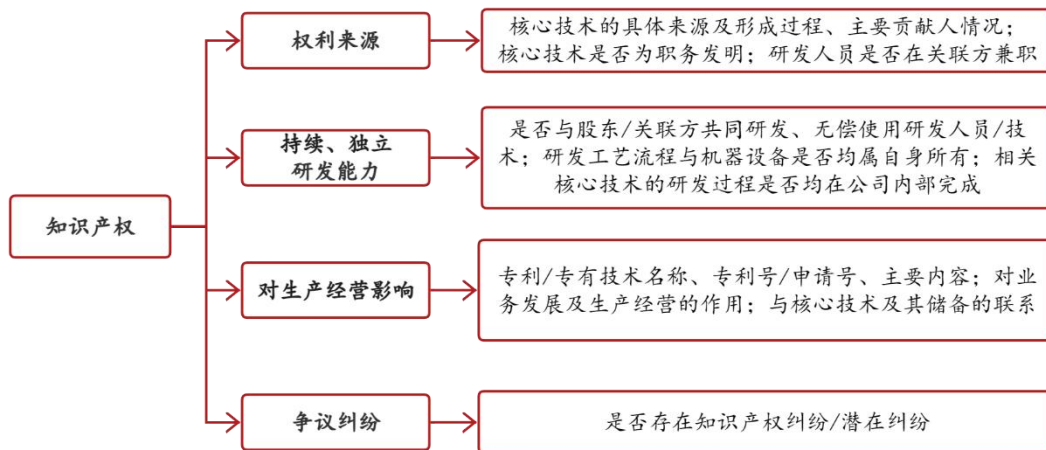 知识产权
权利来源
核心技术的具体来源及形成过程、主要贡献人情况；
核心技术是否为职务发明；研发人员是否在关联方兼职
持续、独立
研发能力
是否与股东/关联方共同研发、无偿使用研发人员/技
术；研发工艺流程与机器设备是否均属自身所有；相关
核心技术的研发过程是否均在公司内部完成
对生产经营影响
专利/专有技术名称、专利号/申请号、主要内容；对业
务发展及生产经营的作用；与核心技术及其储备的联系
争议纠纷
是否存在知识产权纠纷/潜在纠纷